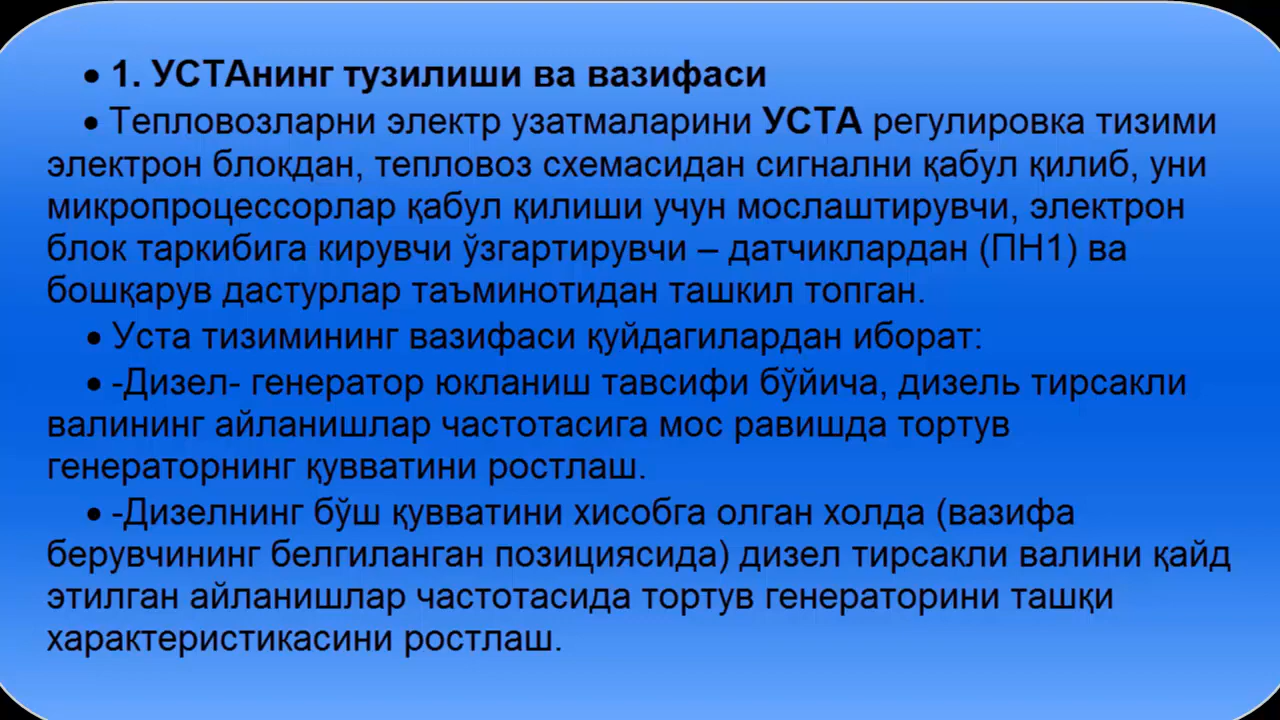 • 1. УСТАнинг тузилиши ва вазифаси
• Тепловозларни электр узатмаларини УСТА регулировка тизими
электрон блокдан, тепловоз схемасидан сигнални қабул қилиб, уни
микропроцессорлар қабул қилиши учун мослаштирувчи, электрон
блок таркибига кирувчи ўзгартирувчи – датчиклардан (ПН1) ва
бошқарув дастурлар таъминотидан ташкил топган.
• Уста тизимининг вазифаси қуйдагилардан иборат:
• -Дизел- генератор юкланиш тавсифи бўйича, дизель тирсакли
валининг айланишлар частотасига мос равишда тортув
генераторнинг қувватини ростлаш.
• -Дизелнинг бўш қувватини хисобга олган холда (вазифа
берувчининг белгиланган позициясида) дизел тирсакли валини қайд
этилган айланишлар частотасида тортув генераторини ташқи
характеристикасини ростлаш.